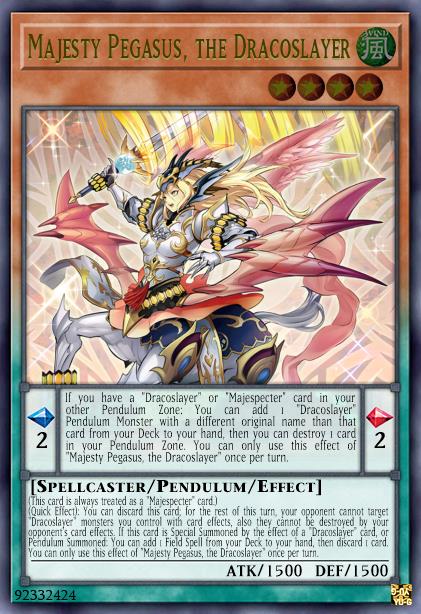 MAJESTY PEGASUS, THE DRACOSLAYER
WIND
風
If you have a "Dracoslayer" or "Majespecter" card in your
other Pendulum Zone: You can add 1 "Dracoslayer"
Pendulum Monster with a different original name than that
card from your Deck to your hand, then you can destroy 1 card
in your Pendulum Zone. You can only use this effect of
"Majesty Pegasus, the Dracoslayer" once per turn.
2
2
[SPELLCASTER/PENDULUM/EFFECT]
(This card is always treated as a "Majespecter" card.)
(Quick Effect): You can discard this card; for the rest of this turn, your opponent cannot target
"Dracoslayer" monsters you control with card effects, also they cannot be destroyed by your
opponent's card effects. If this card is Special Summoned by the effect of a "Dracoslayer" card, or
Pendulum Summoned: You can add 1 Field Spell from your Deck to your hand, then discard 1 card.
You can only use this effect of "Majesty Pegasus, the Dracoslayer" once per turn.
ATK/1500 DEF/1500
92332424